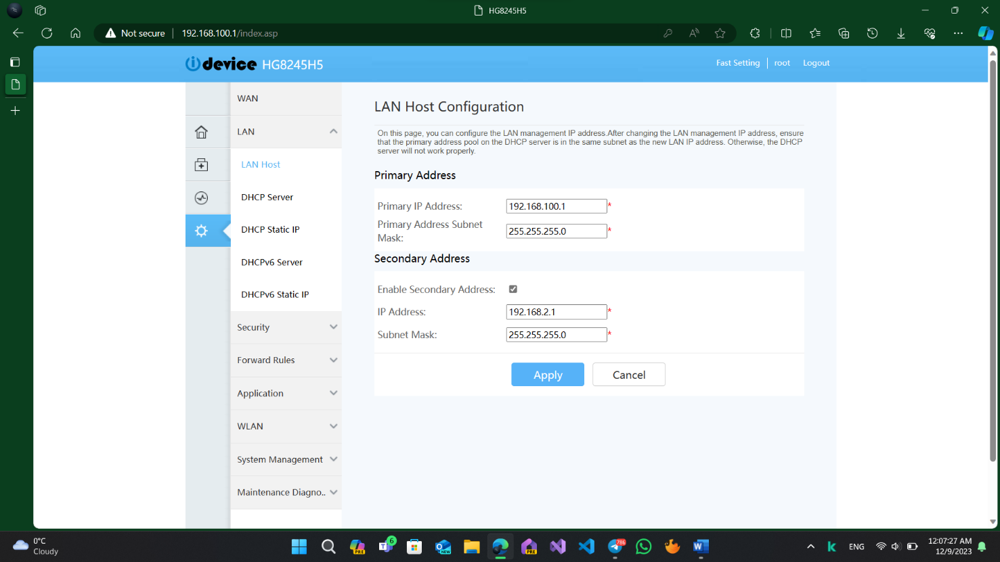 HG8245H5
Not secure
192.168.100.1/index.asp
device HG8245H5
Fast Setting
root
Logout
WAN
LAN
LAN Host
DHCP Server
DHCP Static IP
DHCPv6 Server
DHCPv6 Static IP
Security
Forward Rules
Application
WLAN
System Management
Maintenance Diagno..
LAN Host Configuration
On this page, you can configure the LAN management IP address.After changing the LAN management IP address, ensure
that the primary address pool on the DHCP server is in the same subnet as the new LAN IP address. Otherwise, the DHCP
server will not work properly.
Primary Address
Primary IP Address: 192.168.100.1 *
Primary Address Subnet
Mask: 255.255.255.0 *
Secondary Address
Enable Secondary Address:
IP Address: 192.168.2.1 *
Subnet Mask: 255.255.255.0 *
Apply
Cancel
0°C
Cloudy
PRE
6
NEW
PRE
786
ENG
12:07:27 AM
12/9/2023